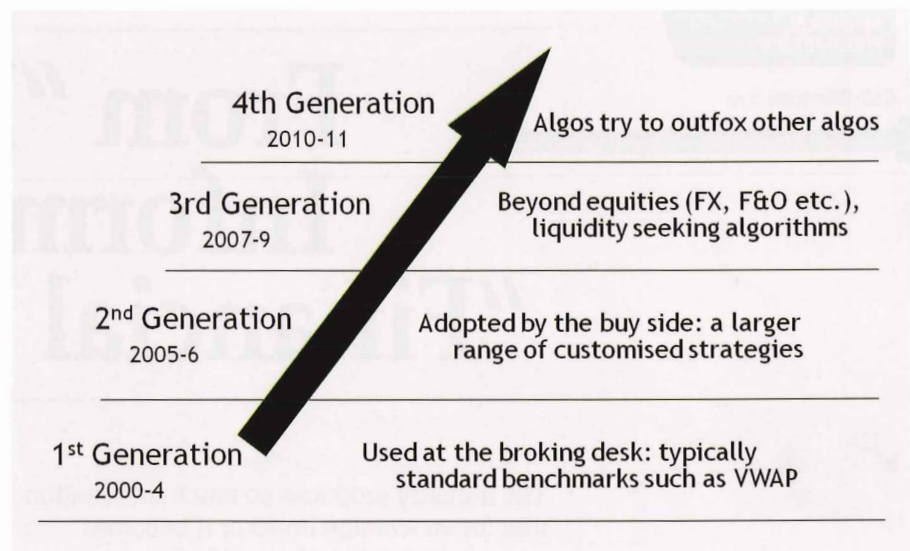 4th Generation
2010-11
Algos try to outfox other algos
3rd Generation
2007-9
Beyond equities (FX, F&O etc.),
liquidity seeking algorithms
2nd Generation
2005-6
Adopted by the buy side: a larger
range of customised strategies
1st Generation
2000-4
Used at the broking desk: typically
standard benchmarks such as VWAP